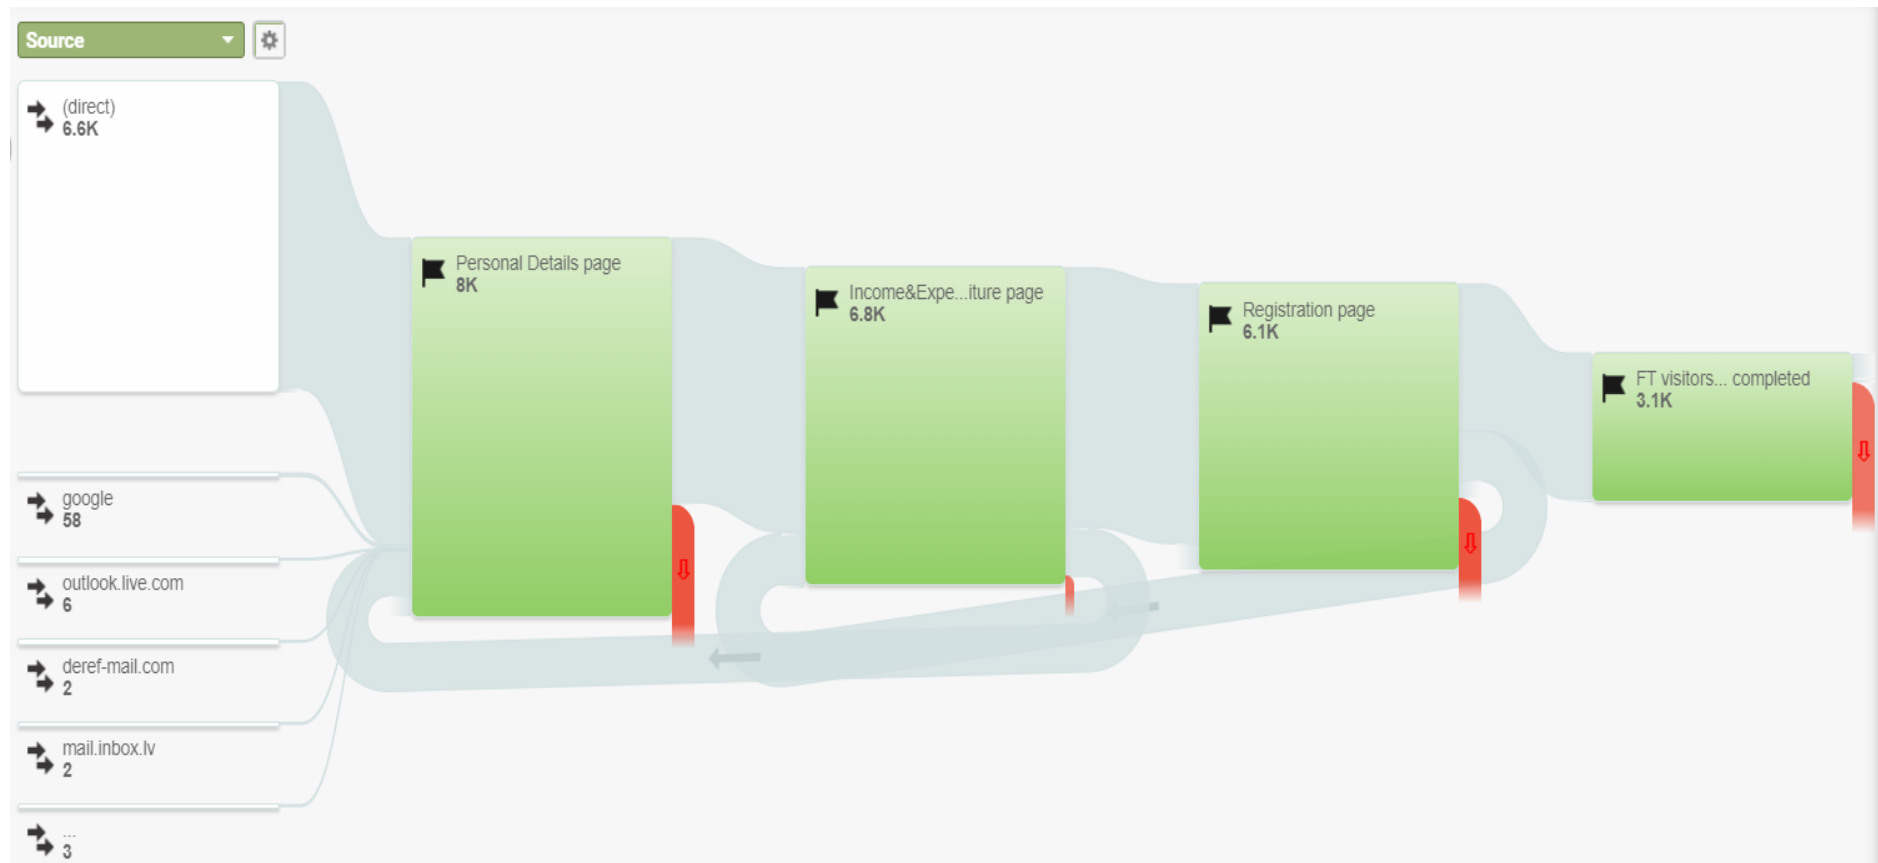 Source
(direct)
6.6K
google
58
outlook.live.com
6
deref-mail.com
2
mail.inbox.lv
2
...
3
Personal Details page
8K
Income&Expe...iture page
6.8K
Registration page
6.1K
FT visitors... completed
3.1K